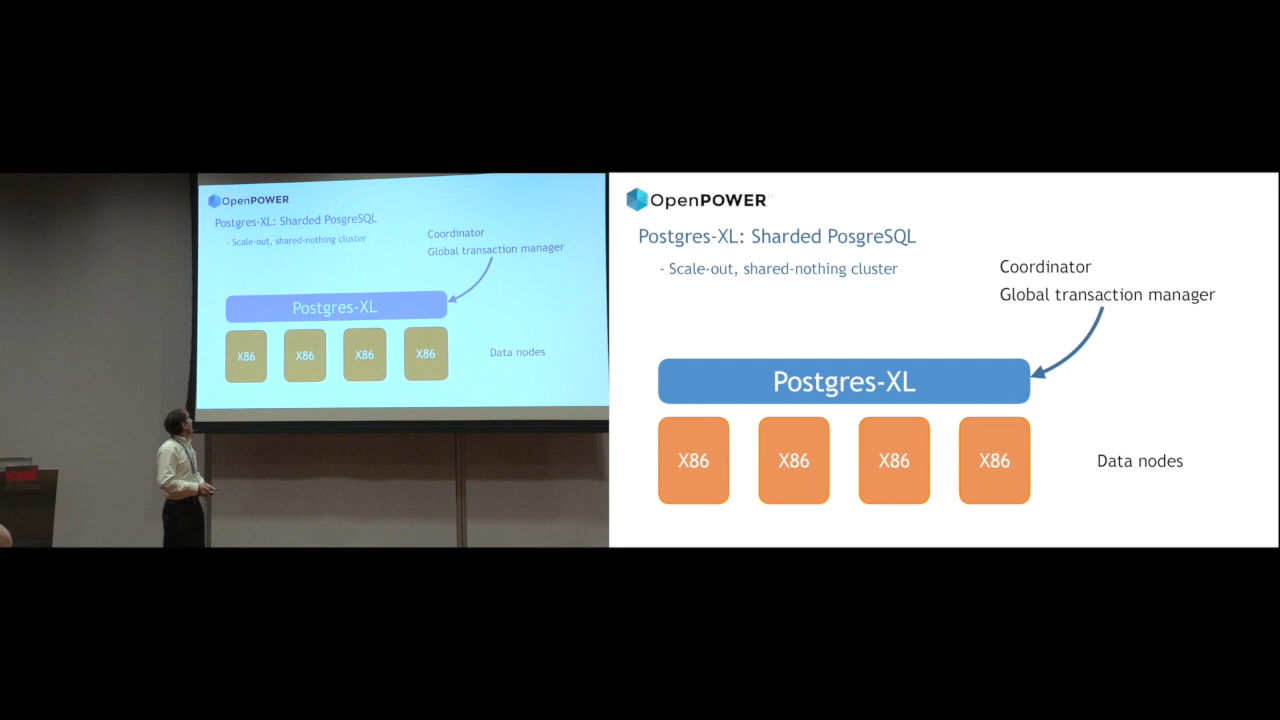 OpenPOWER
Postgres-XL: Sharded PosgreSQL
- Scale-out, shared-nothing cluster
Coordinator
Global transaction manager
Postgres-XL
X86 X86 X86 X86
Data nodes
OpenPOWER
Postgres-XL: Sharded PosgreSQL
- Scale-out, shared-nothing cluster
Coordinator
Global transaction manager
Postgres-XL
X86 X86 X86 X86
Data nodes